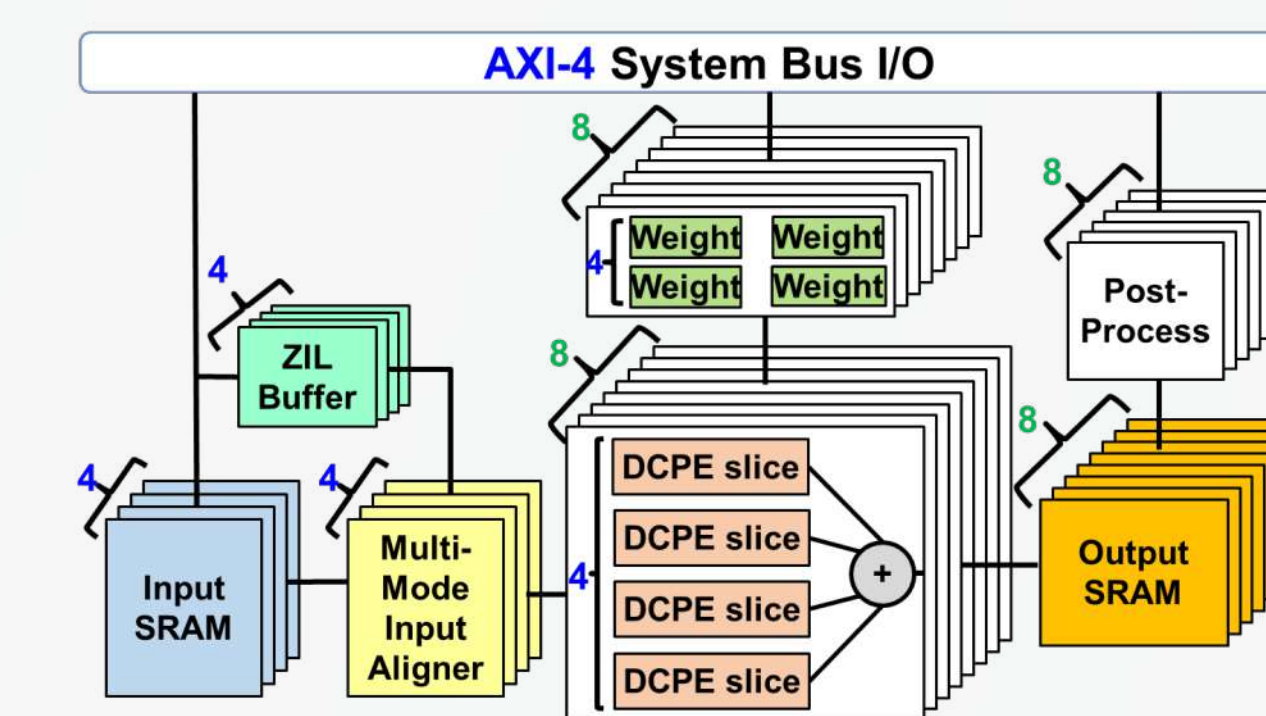 AXI-4 System Bus I/O
8
4
Weight Weight
Weight Weight
8
Post-
Process
4
ZIL
Buffer
8
4
DCPE slice
DCPE slice
DCPE slice
DCPE slice
+
8
4
Input
SRAM
4
Multi-
Mode
Input
Aligner
Output
SRAM